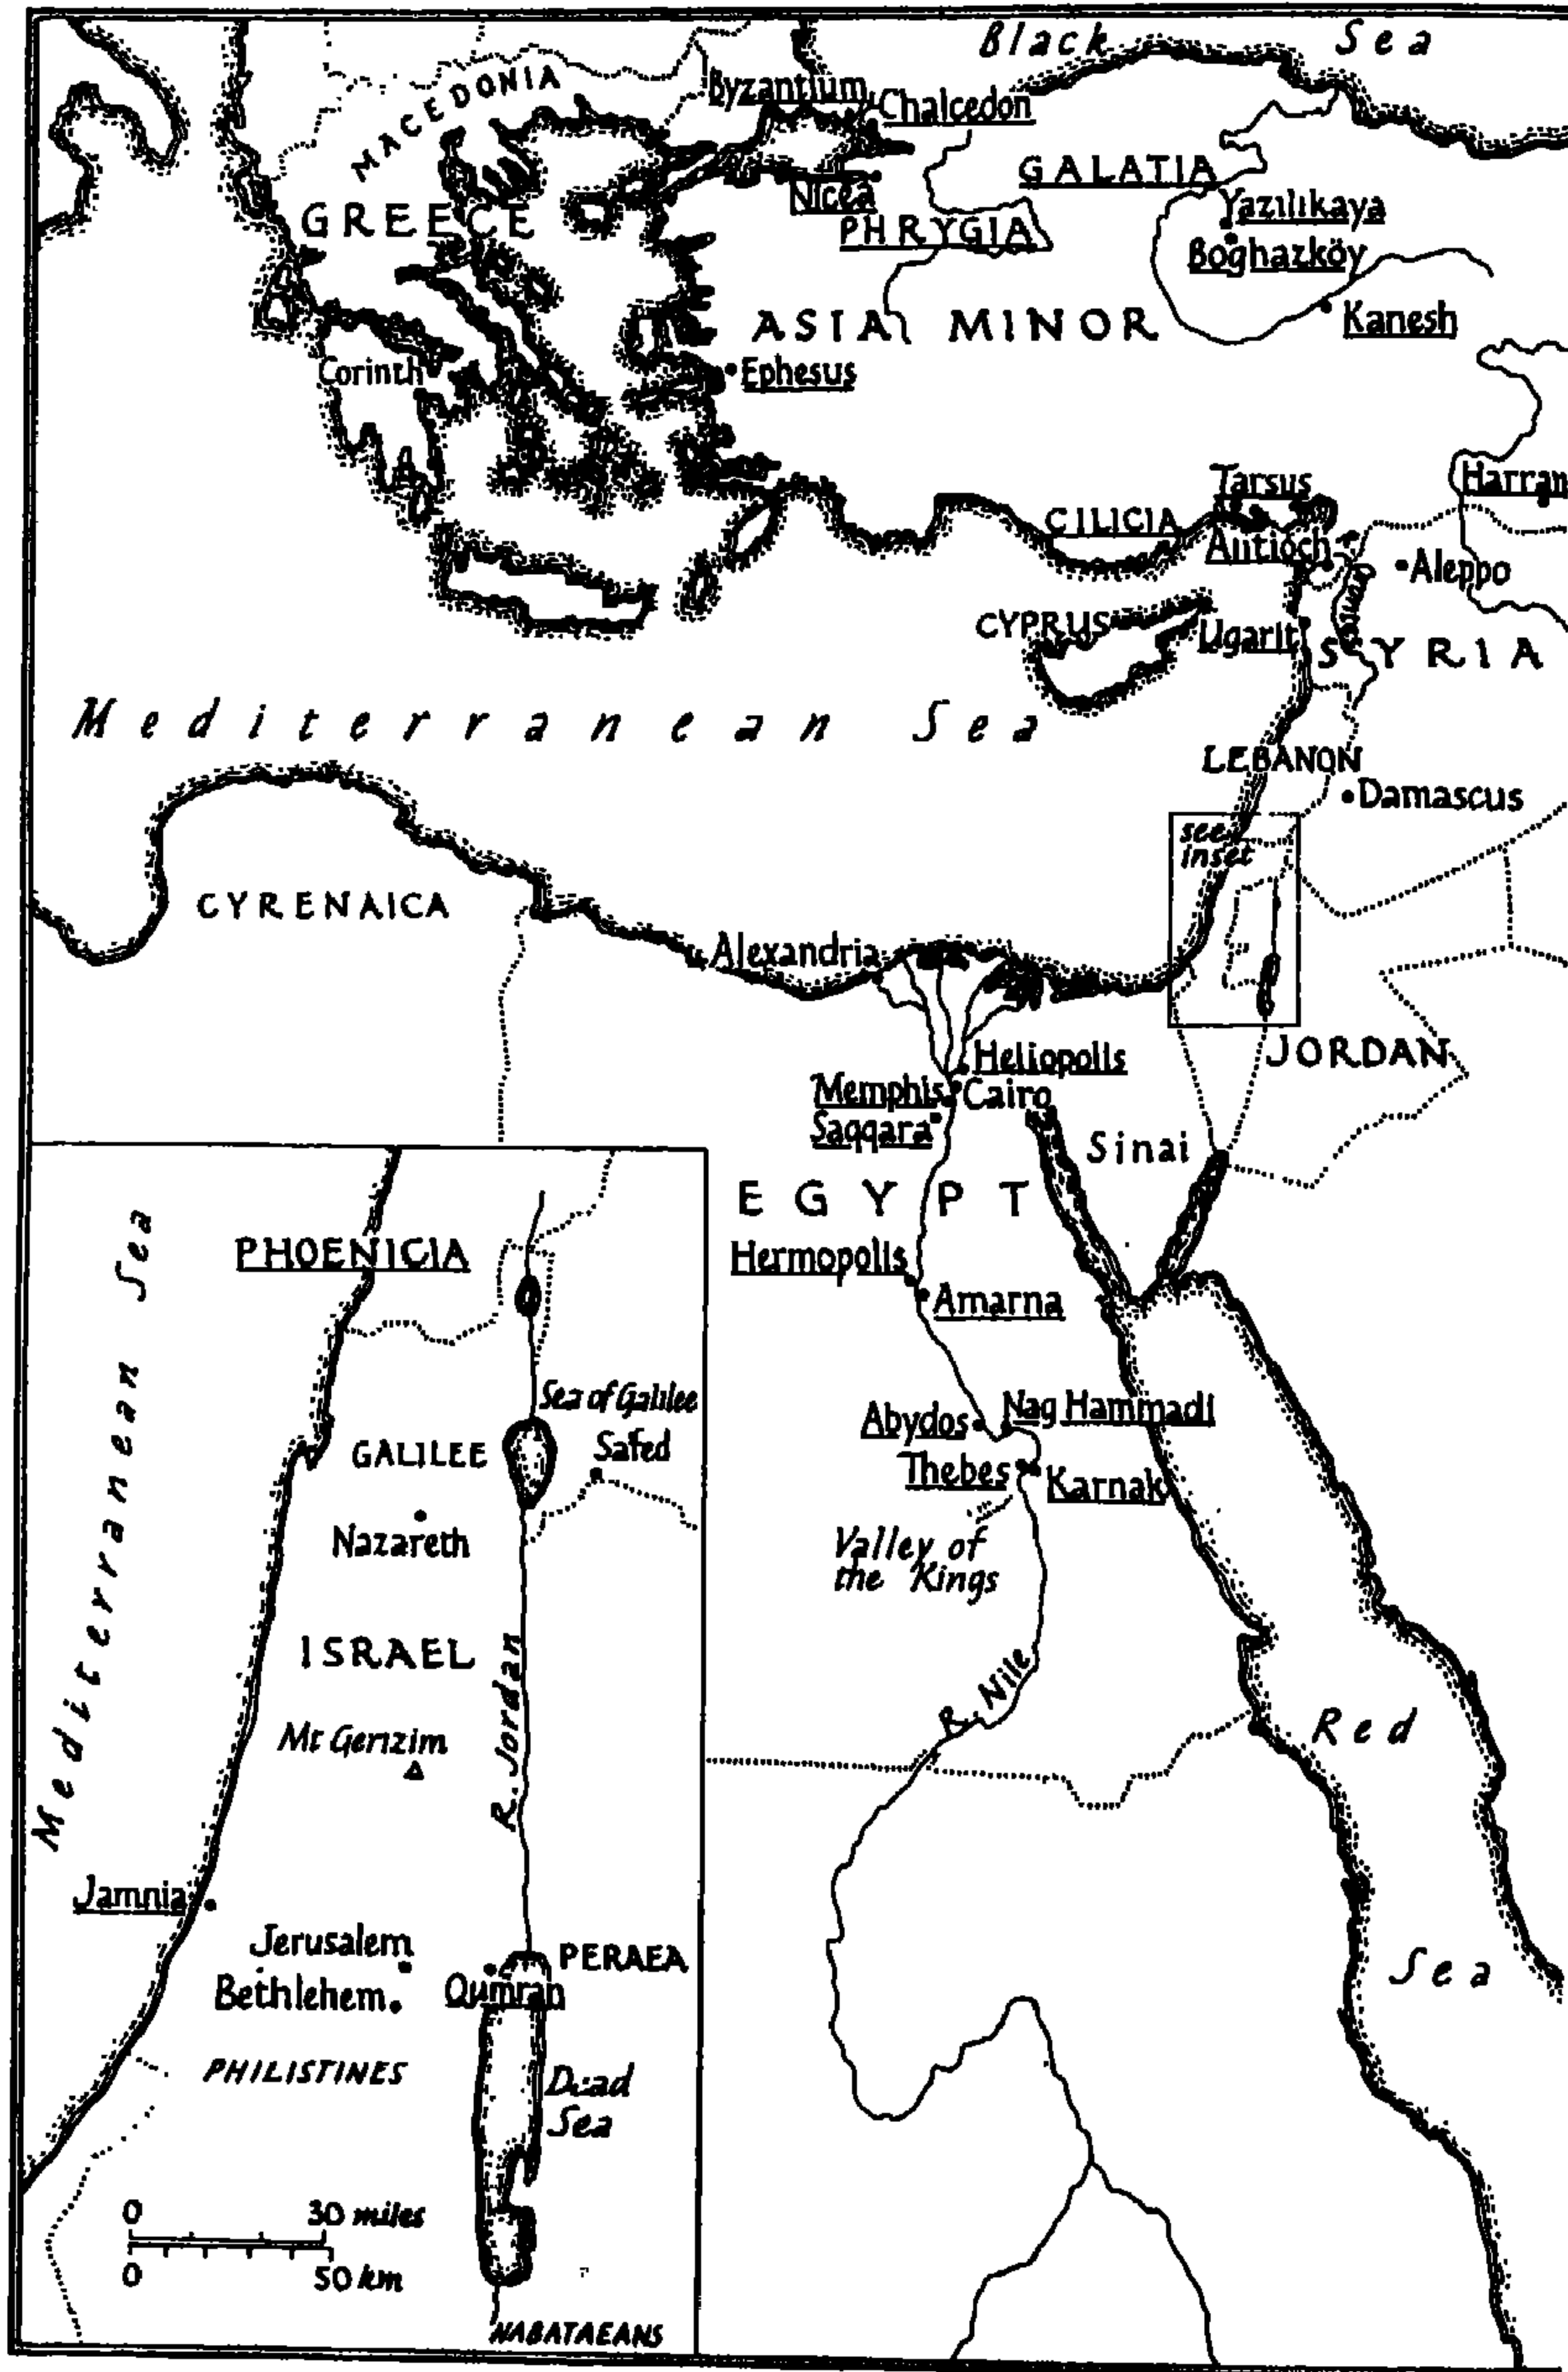 Black Sea
MACEDONIA
Byzantium
Chalcedon
GALATIA
Nicea
Yazılıkaya
GREECE
PHRYGIA
Boghazköy
ASIA MINOR
Kanesh
Corinth
Ephesus
Tarsus
Harran
CILICIA
Antioch
Aleppo
CYPRUS
Ugarit
SYRIA
Mediterranean Sea
LEBANON
Damascus
see
inset
CYRENAICA
Alexandria
JORDAN
Heliopolis
Memphis
Cairo
Saqqara
Sinai
EGYPT
Hermopolis
Amarna
Abydos
Nag Hammadi
Thebes
Karnak
Valley of
the Kings
R. Nile
Red
Sea
Mediterranean Sea
PHOENICIA
Sea of Galilee
GALILEE
Safed
Nazareth
ISRAEL
R. Jordan
Mt Gerizim
Jamnia
Jerusalem
PERAEA
Bethlehem
Qumran
PHILISTINES
Dead
Sea
0 30 miles
0 50 km
NABATAEANS